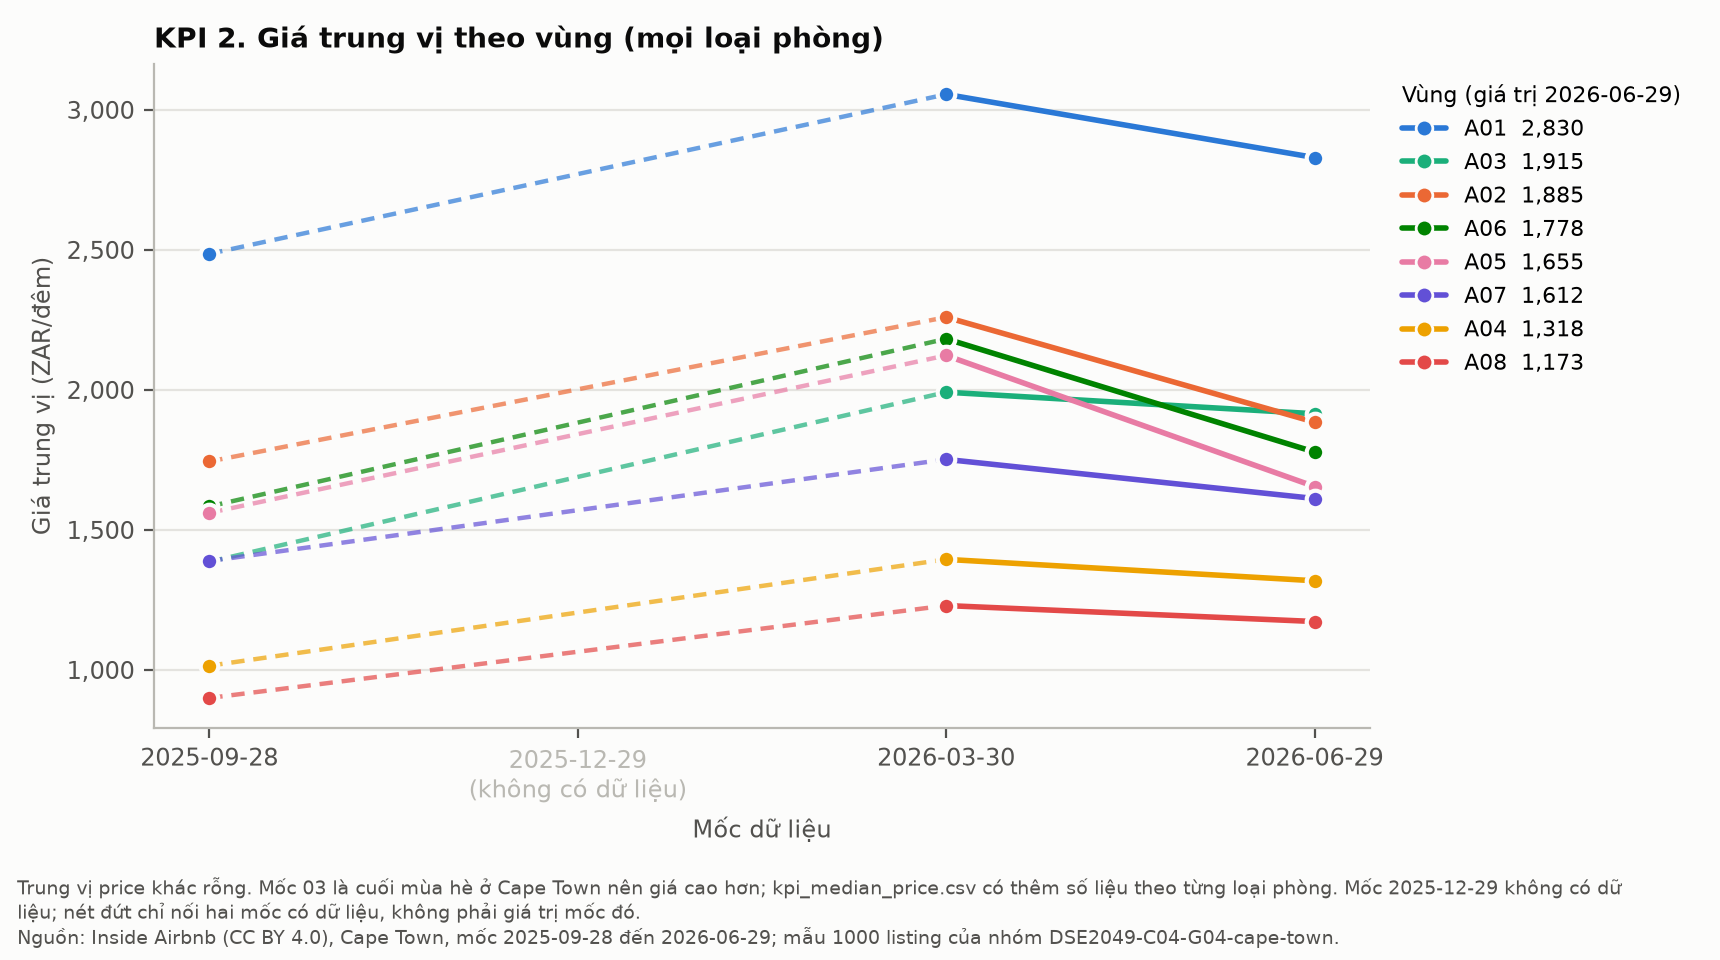 KPI 2. Giá trung vị theo vùng (mọi loại phòng)
Giá trung vị (ZAR/đêm)
3,000
2,500
2,000
1,500
1,000
2025-09-28
2025-12-29
(không có dữ liệu)
2026-03-30
2026-06-29
Mốc dữ liệu
Vùng (giá trị 2026-06-29)
A01 2,830
A03 1,915
A02 1,885
A06 1,778
A05 1,655
A07 1,612
A04 1,318
A08 1,173
Trung vị price khác rỗng. Mốc 03 là cuối mùa hè ở Cape Town nên giá cao hơn; kpi_median_price.csv có thêm số liệu theo từng loại phòng. Mốc 2025-12-29 không có dữ
liệu; nét đứt chỉ nối hai mốc có dữ liệu, không phải giá trị mốc đó.
Nguồn: Inside Airbnb (CC BY 4.0), Cape Town, mốc 2025-09-28 đến 2026-06-29; mẫu 1000 listing của nhóm DSE2049-C04-G04-cape-town.